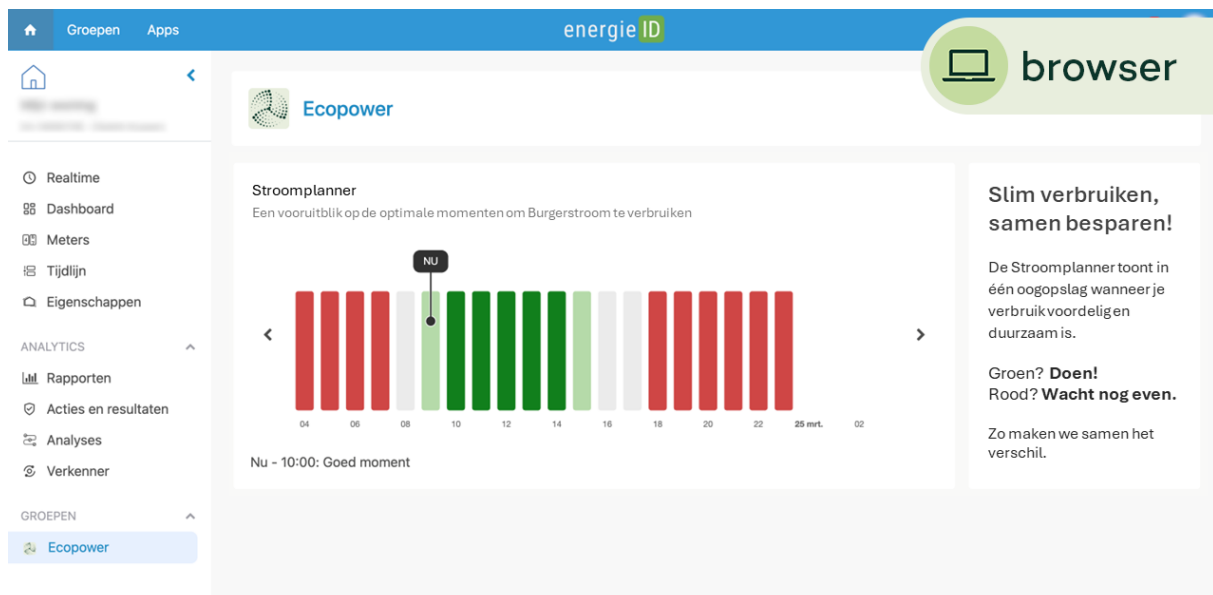 Groepen Apps energieID
browser
Ecopower
Realtime
Dashboard
Meters
Tijdlijn
Eigenschappen
ANALYTICS
Rapporten
Acties en resultaten
Analyses
Verkenner
GROEPEN
Ecopower
Stroomplanner
Een vooruitblik op de optimale momenten om Burgerstroom te verbruiken
NU
04 06 08 10 12 14 16 18 20 22 25 mrt. 02
Nu - 10:00: Goed moment
Slim verbruiken,
samen besparen!
De Stroomplanner toont in
één oogopslag wanneer je
verbruik voordelig en
duurzaam is.
Groen? Doen!
Rood? Wacht nog even.
Zo maken we samen het
verschil.